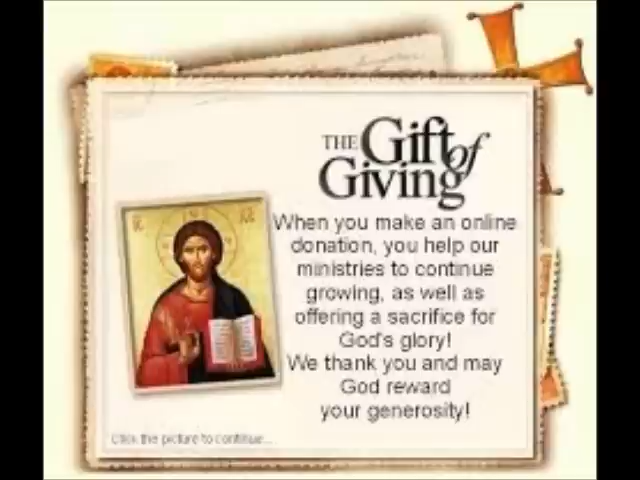 THE Gift of
Giving
When you make an online
donation, you help our
ministries to continue
growing, as well as
offering a sacrifice for
God's glory!
We thank you and may
God reward
your generosity!
Click the picture to continue...